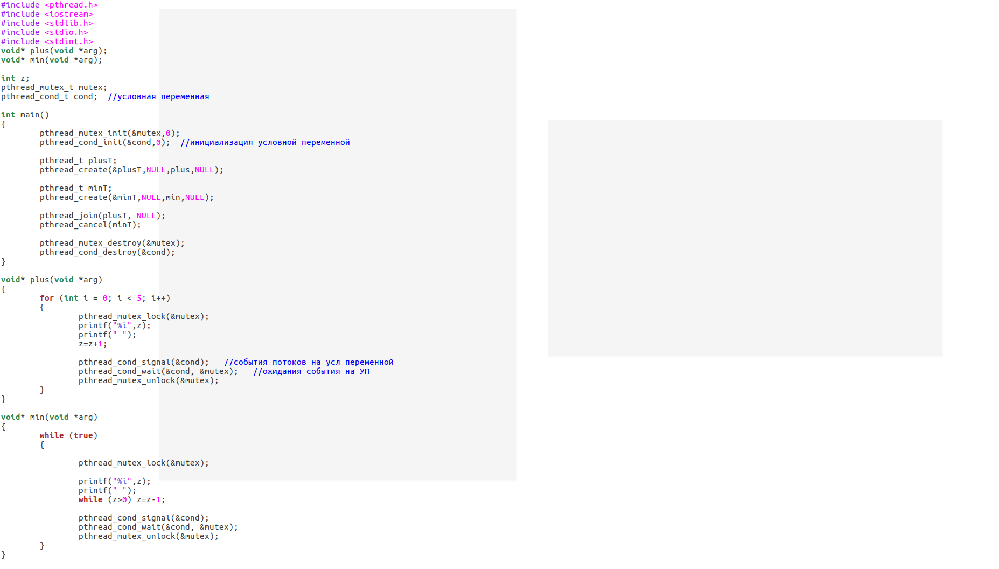 #include <pthread.h>
#include <iostream>
#include <stdlib.h>
#include <stdio.h>
#include <stdint.h>
void* plus(void *arg);
void* min(void *arg);
int z;
pthread_mutex_t mutex;
pthread_cond_t cond;  //условная переменная
int main()
{
        pthread_mutex_init(&mutex,0);
        pthread_cond_init(&cond,0);  //инициализация условной переменной
        pthread_t plusT;
        pthread_create(&plusT,NULL,plus,NULL);
        pthread_t minT;
        pthread_create(&minT,NULL,min,NULL);
        pthread_join(plusT, NULL);
        pthread_cancel(minT);
        pthread_mutex_destroy(&mutex);
        pthread_cond_destroy(&cond);
}
void* plus(void *arg)
{
        for (int i = 0; i < 5; i++)
        {
                pthread_mutex_lock(&mutex);
                printf("%i",z);
                printf(" ");
                z=z+1;
                pthread_cond_signal(&cond);   //события потоков на усл переменной
                pthread_cond_wait(&cond, &mutex);   //ожидания события на УП
                pthread_mutex_unlock(&mutex);
        }
}
void* min(void *arg)
{
        while (true)
        {
                pthread_mutex_lock(&mutex);
                printf("%i",z);
                printf(" ");
                while (z>0) z=z-1;
                pthread_cond_signal(&cond);
                pthread_cond_wait(&cond, &mutex);
                pthread_mutex_unlock(&mutex);
        }
}